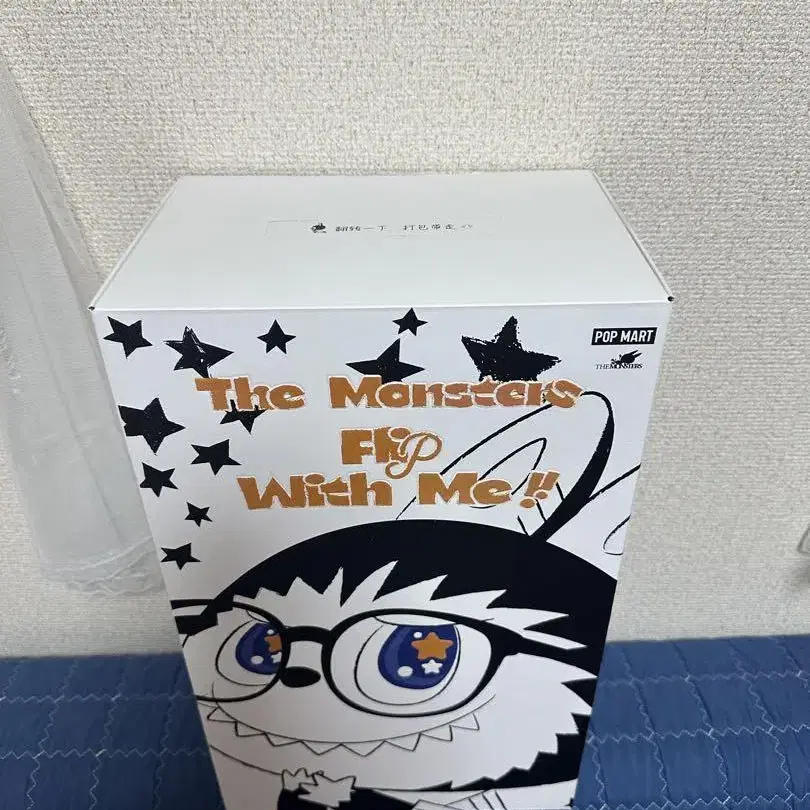 翻转一下 打包带走
POP MART
THE MONSTERS
The Monsters
Flip
With Me!!